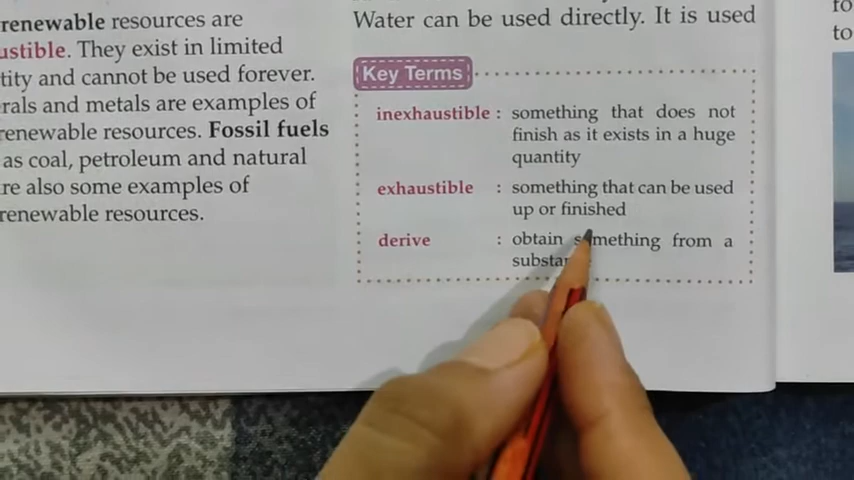 renewable resources are
ustible. They exist in limited
tity and cannot be used forever.
rals and metals are examples of
renewable resources. Fossil fuels
as coal, petroleum and natural
re also some examples of
renewable resources.
Water can be used directly. It is used
Key Terms
inexhaustible : something that does not
finish as it exists in a huge
quantity
exhaustible : something that can be used
up or finished
derive : obtain something from a
to